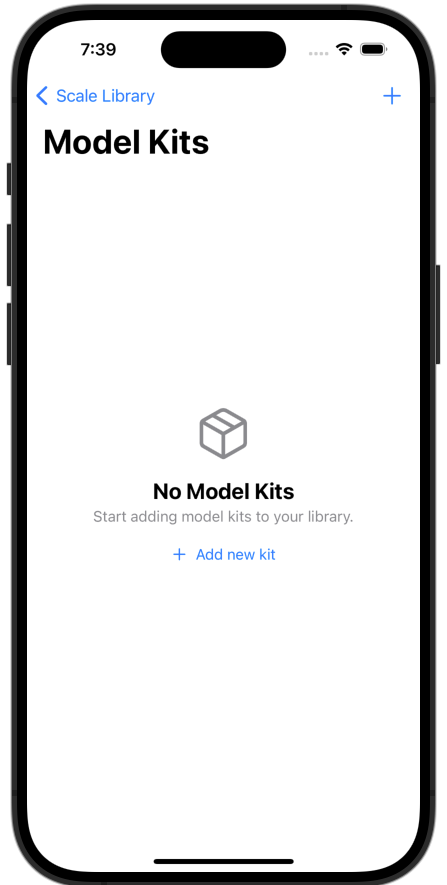 7:39
Scale Library
Model Kits
No Model Kits
Start adding model kits to your library.
Add new kit